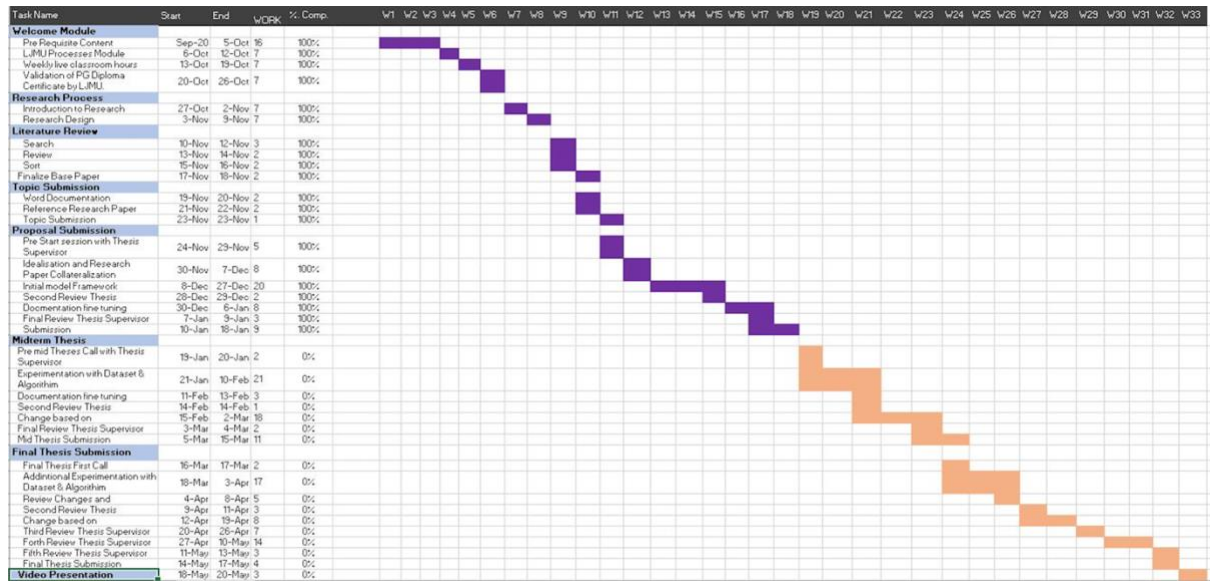 Task Name Start End WORK %. Comp. W1 W2 W3 W4 W5 W6 W7 W8 W9 W10 W11 W12 W13 W14 W15 W16 W17 W18 W19 W20 W21 W22 W23 W24 W25 W26 W27 W28 W29 W30 W31 W32 W33
Welcome Module
Pre Requisite Content Sep-20 5-Oct 16 100%
LJMU Processes Module 6-Oct 12-Oct 7 100%
Weekly live classroom hours 13-Oct 19-Oct 7 100%
Validation of PG Diploma
Certificate by LJMU. 20-Oct 26-Oct 7 100%
Research Process
Introduction to Research 27-Oct 2-Nov 7 100%
Research Design 3-Nov 9-Nov 7 100%
Literature Review
Search 10-Nov 12-Nov 3 100%
Review 13-Nov 14-Nov 2 100%
Sort 15-Nov 16-Nov 2 100%
Finalize Base Paper 17-Nov 18-Nov 2 100%
Topic Submission
Word Documentation 19-Nov 20-Nov 2 100%
Reference Research Paper 21-Nov 22-Nov 2 100%
Topic Submission 23-Nov 23-Nov 1 100%
Proposal Submission
Pre Start session with Thesis
Supervisor 24-Nov 29-Nov 5 100%
Idealisation and Research
Paper Collateralization 30-Nov 7-Dec 8 100%
Initial model Framework 8-Dec 27-Dec 20 100%
Second Review Thesis 28-Dec 29-Dec 2 100%
Docmentation fine tuning 30-Dec 6-Jan 8 100%
Final Review Thesis Supervisor 7-Jan 9-Jan 3 100%
Submission 10-Jan 18-Jan 9 100%
Midterm Thesis
Pre mid Theses Call with Thesis
Supervisor 19-Jan 20-Jan 2 0%
Experimentation with Dataset &
Algorithim 21-Jan 10-Feb 21 0%
Documentation fine tuning 11-Feb 13-Feb 3 0%
Second Review Thesis 14-Feb 14-Feb 1 0%
Change based on 15-Feb 2-Mar 18 0%
Final Review Thesis Supervisor 3-Mar 4-Mar 2 0%
Mid Thesis Submission 5-Mar 15-Mar 11 0%
Final Thesis Submission
Final Thesis First Call 16-Mar 17-Mar 2 0%
Addintional Experimentation with
Dataset & Algorithim 18-Mar 3-Apr 17 0%
Review Changes and 4-Apr 8-Apr 5 0%
Second Review Thesis 9-Apr 11-Apr 3 0%
Change based on 12-Apr 19-Apr 8 0%
Third Review Thesis Supervisor 20-Apr 26-Apr 7 0%
Forth Review Thesis Supervisor 27-Apr 10-May 14 0%
Fifth Review Thesis Supervisor 11-May 13-May 3 0%
Final Thesis Submission 14-May 17-May 4 0%
Video Presentation 18-May 20-May 3 0%